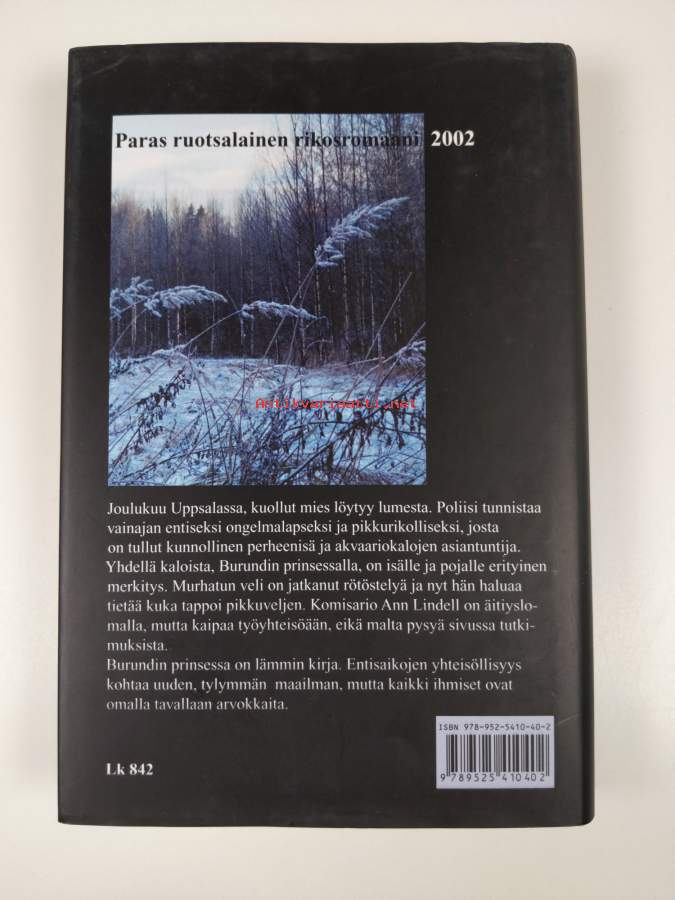 Paras ruotsalainen rikosromaani 2002
Antikvariaatti.net
Joulukuu Uppsalassa, kuollut mies löytyy lumesta. Poliisi tunnistaa
vainajan entiseksi ongelmalapseksi ja pikkurikolliseksi, josta
on tullut kunnollinen perheenisä ja akvaariokalojen asiantuntija.
Yhdellä kaloista, Burundin prinsessalla, on isälle ja pojalle erityinen
merkitys. Murhatun veli on jatkanut rötöstelyä ja nyt hän haluaa
tietää kuka tappoi pikkuveljen. Komisario Ann Lindell on äitiyslo-
malla, mutta kaipaa työyhteisöään, eikä malta pysyä sivussa tutki-
muksista.
Burundin prinsessa on lämmin kirja. Entisaikojen yhteisöllisyys
kohtaa uuden, tylymmän maailman, mutta kaikki ihmiset ovat
omalla tavallaan arvokkaita.
ISBN 978-952-5410-40-2
9 789525 410402
Lk 842